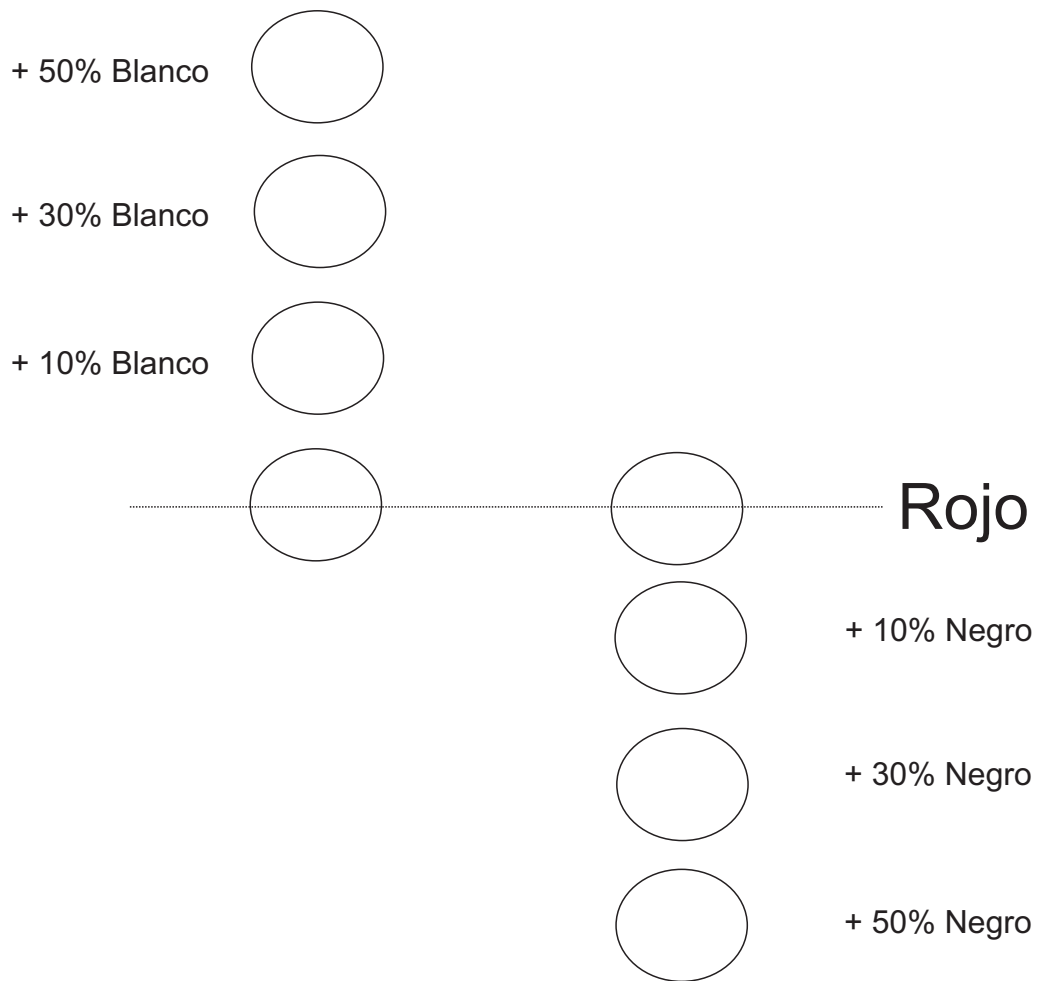 + 50% Blanco
+ 30% Blanco
+ 10% Blanco
Rojo
+ 10% Negro
+ 30% Negro
+ 50% Negro